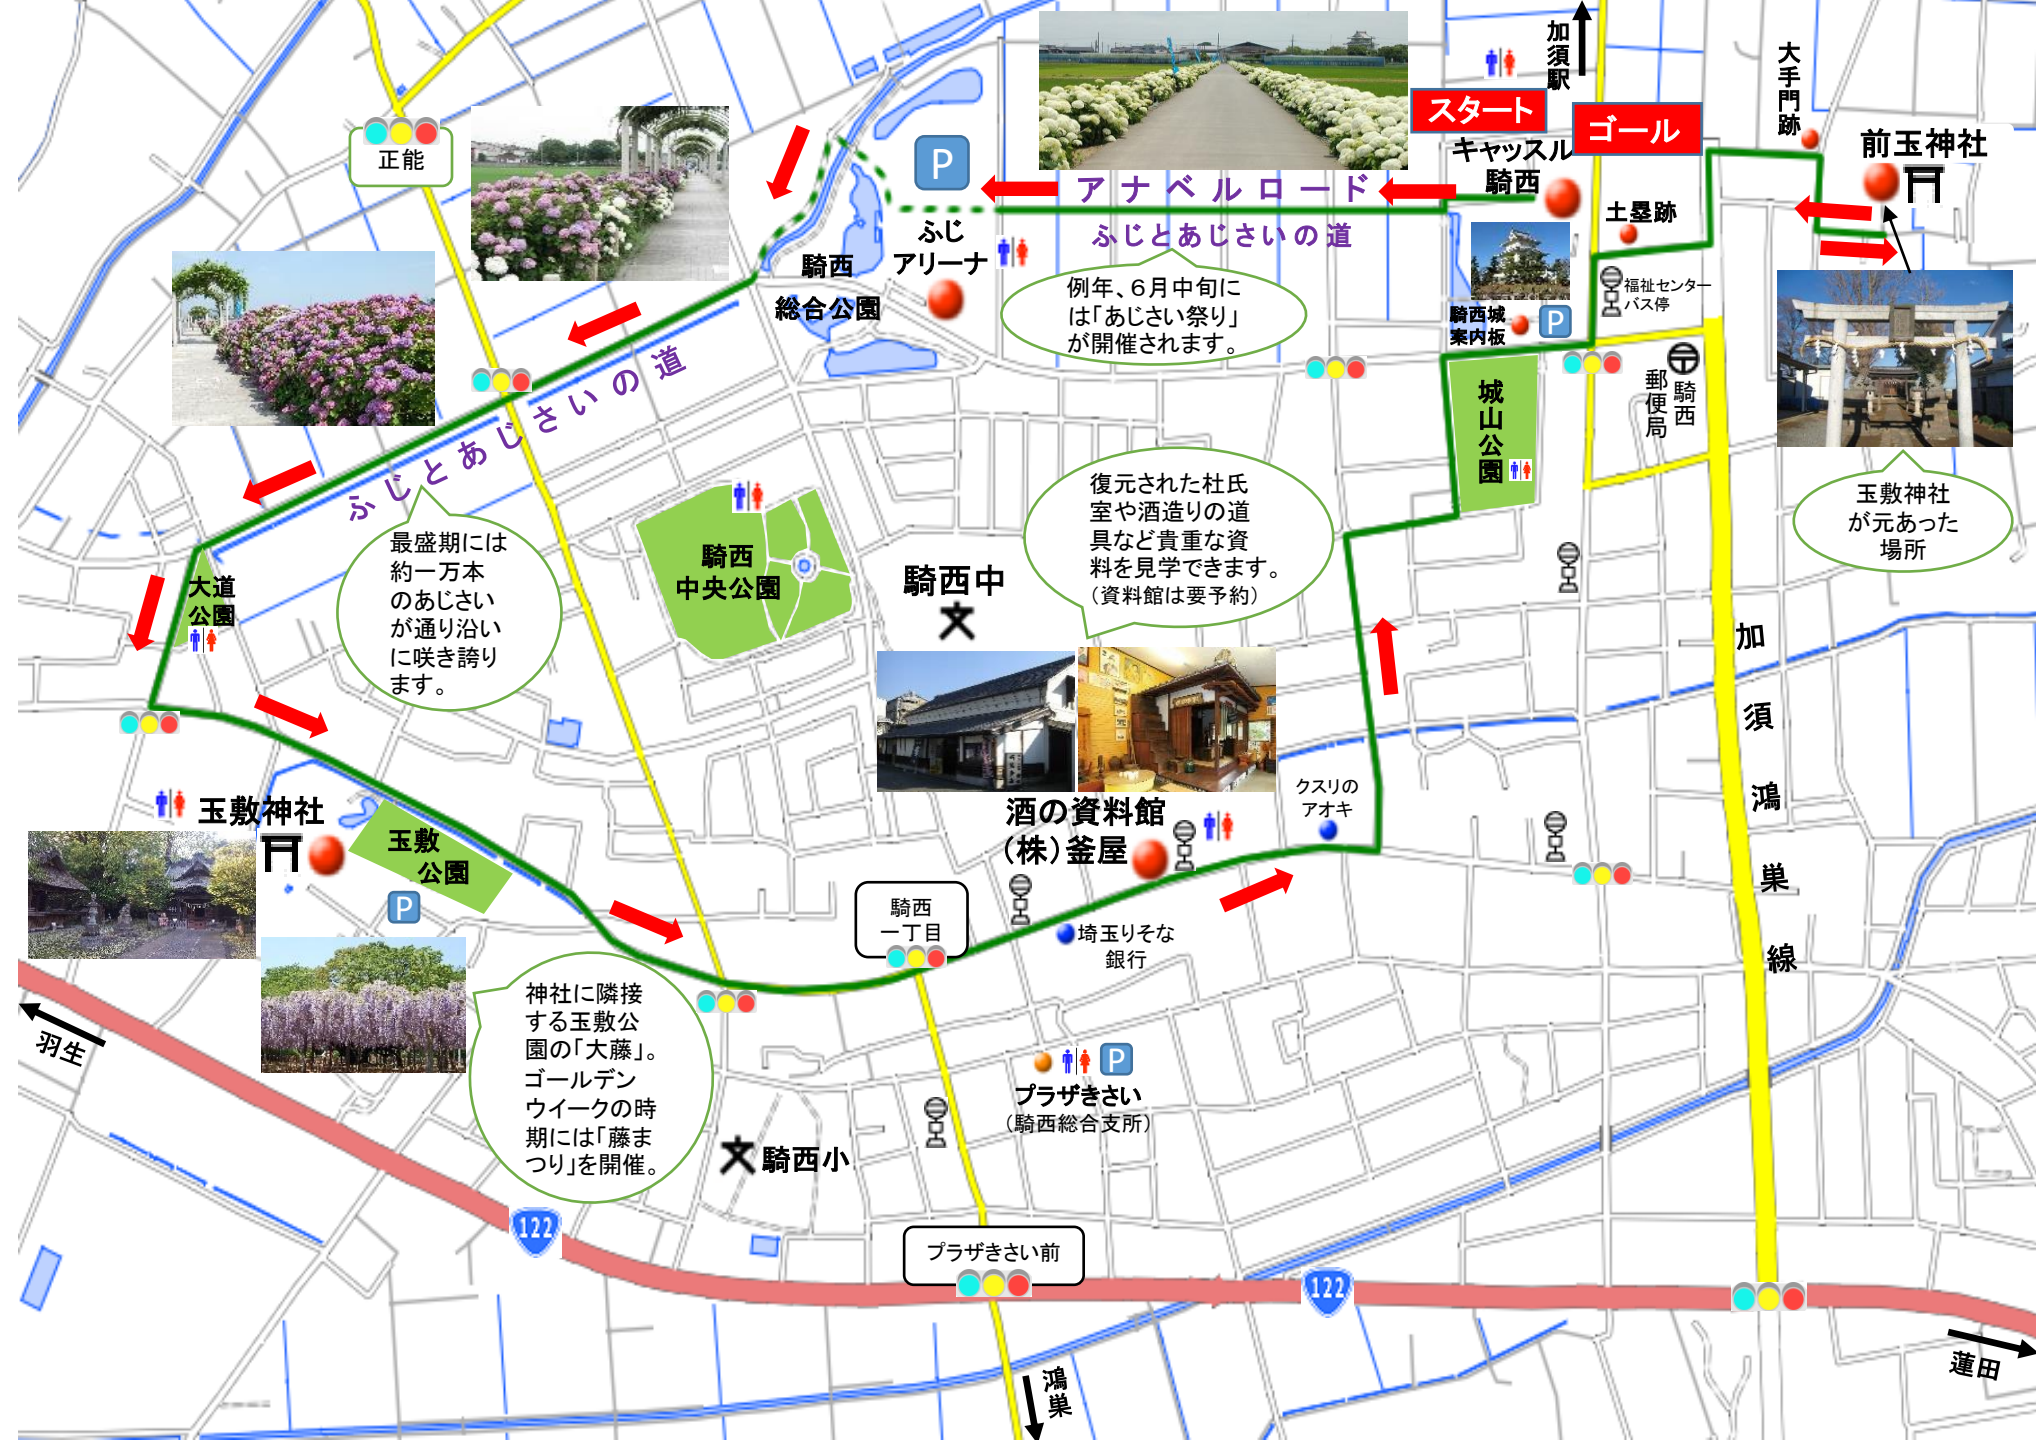 加須駅
大手門跡
スタート
ゴール
キャッスル
騎西
前玉神社
正能
アナベルロード
ふじとあじさいの道
土塁跡
ふじ
アリーナ
騎西
総合公園
例年、６月中旬に
は「あじさい祭り」
が開催されます。
福祉センター
バス停
騎西城
案内板
P
P
騎西
郵便局
城山公園
ふじとあじさいの道
復元された杜氏
室や酒造りの道
具など貴重な資
料を見学できます。
（資料館は要予約）
玉敷神社
が元あった
場所
最盛期には
約一万本
のあじさい
が通り沿い
に咲き誇り
ます。
騎西
中央公園
騎西中
大道
公園
加須鴻巣線
玉敷神社
玉敷
公園
P
酒の資料館
（株）釜屋
クスリの
アオキ
騎西
一丁目
埼玉りそな
銀行
神社に隣接
する玉敷公
園の「大藤」。
ゴールデン
ウイークの時
期には「藤ま
つり」を開催。
羽生
P
プラザきさい
（騎西総合支所）
騎西小
122
プラザきさい前
122
鴻巣
蓮田